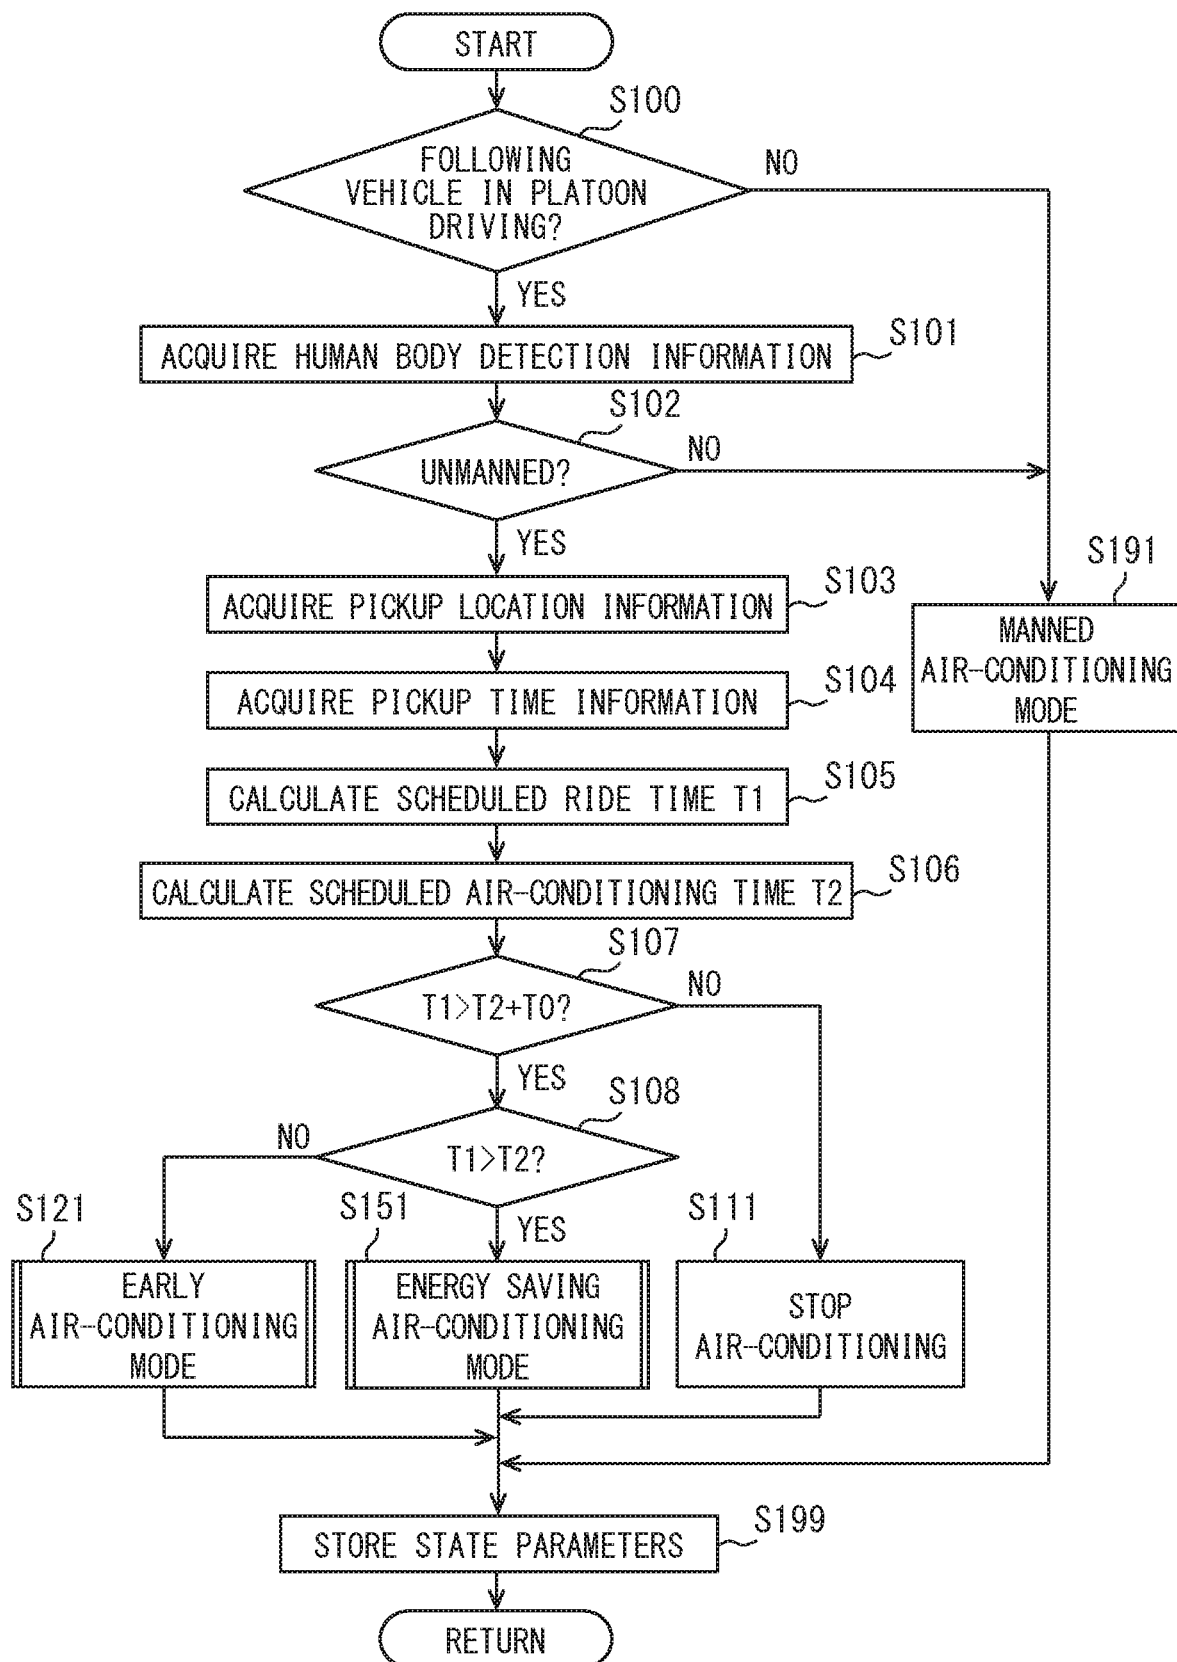 START
S100
FOLLOWING
VEHICLE IN PLATOON
DRIVING?
NO
YES
ACQUIRE HUMAN BODY DETECTION INFORMATION
S101
S102
UNMANNED?
NO
YES
ACQUIRE PICKUP LOCATION INFORMATION
S103
S191
MANNED
AIR-CONDITIONING
MODE
ACQUIRE PICKUP TIME INFORMATION
S104
CALCULATE SCHEDULED RIDE TIME T1
S105
CALCULATE SCHEDULED AIR-CONDITIONING TIME T2
S106
S107
T1>T2+T0?
NO
YES
S108
T1>T2?
NO
YES
S121
EARLY
AIR-CONDITIONING
MODE
S151
ENERGY SAVING
AIR-CONDITIONING
MODE
S111
STOP
AIR-CONDITIONING
STORE STATE PARAMETERS
S199
RETURN